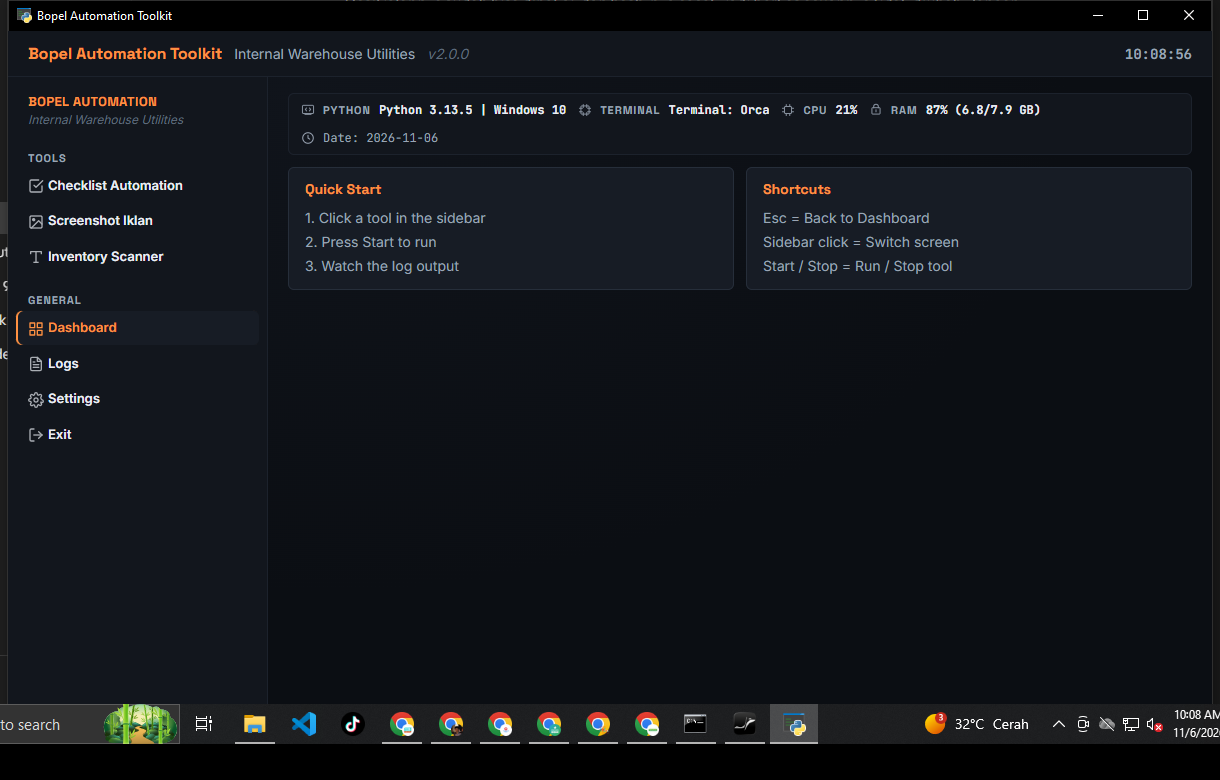 Bopel Automation Toolkit
Bopel Automation Toolkit Internal Warehouse Utilities v2.0.0 10:08:56
BOPEL AUTOMATION
Internal Warehouse Utilities
TOOLS
Checklist Automation
Screenshot Iklan
Inventory Scanner
GENERAL
Dashboard
Logs
Settings
Exit
PYTHON Python 3.13.5 | Windows 10 TERMINAL Terminal: Orca CPU 21% RAM 87% (6.8/7.9 GB)
Date: 2026-11-06
Quick Start
1. Click a tool in the sidebar
2. Press Start to run
3. Watch the log output
Shortcuts
Esc = Back to Dashboard
Sidebar click = Switch screen
Start / Stop = Run / Stop tool
to search
3
32°C Cerah
10:08 AM
11/6/202